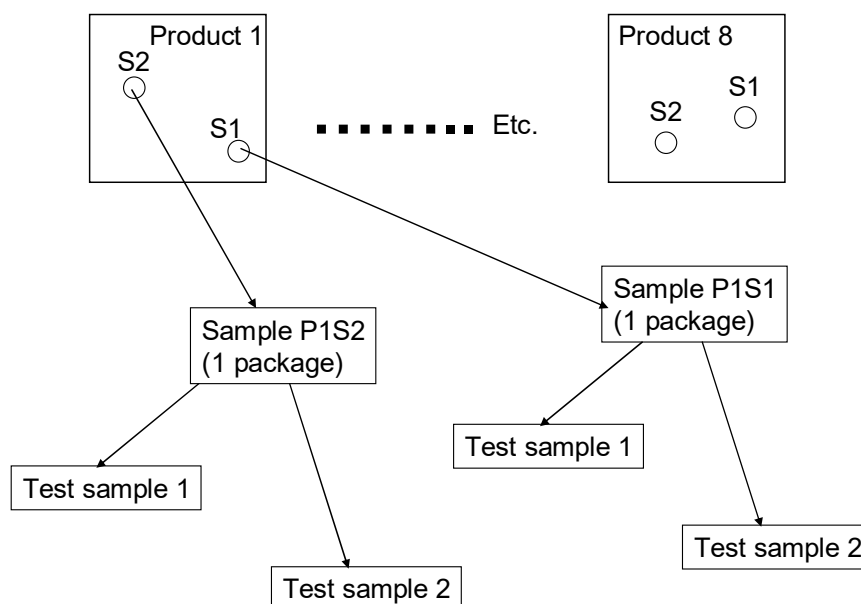 Product 1
S2
S1
Etc.
Product 8
S1
S2
Sample P1S2
(1 package)
Sample P1S1
(1 package)
Test sample 1
Test sample 2
Test sample 1
Test sample 2